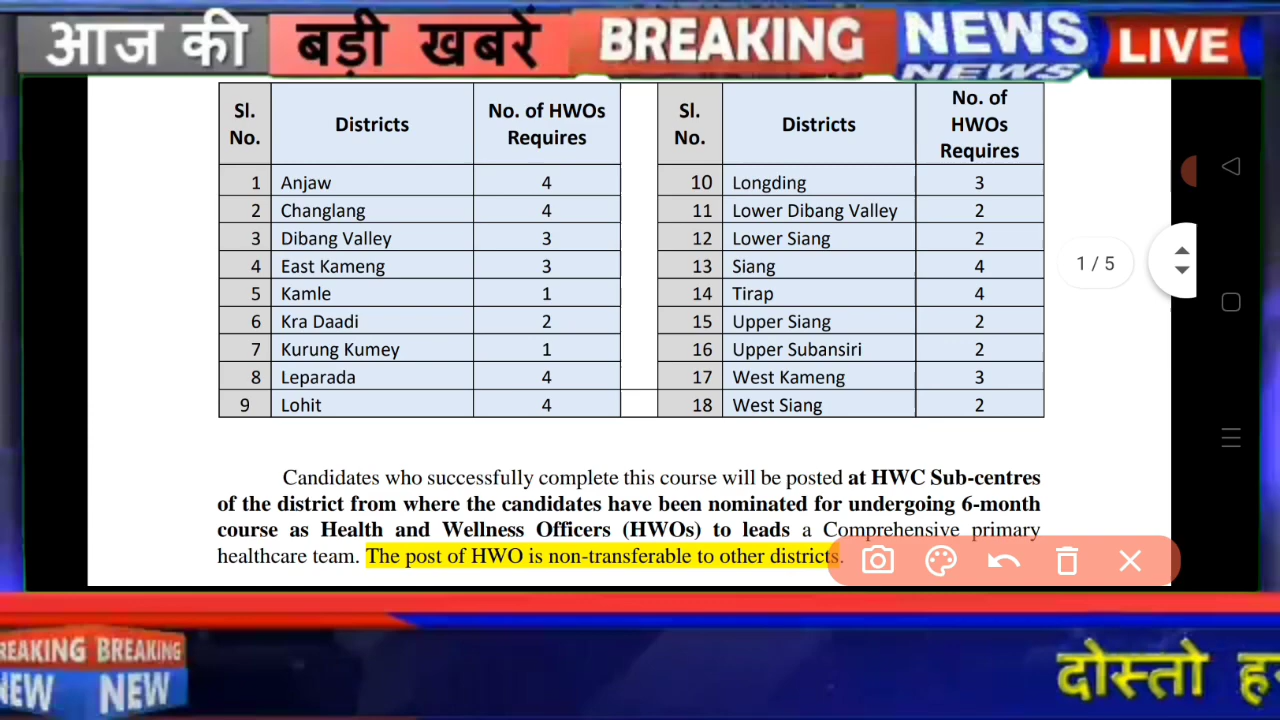 आज की बड़ी खबरें BREAKING NEWS LIVE
NEWS
Sl. No. Districts No. of HWOs Requires Sl. No. Districts No. of HWOs Requires
1 Anjaw 4 10 Longding 3
2 Changlang 4 11 Lower Dibang Valley 2
3 Dibang Valley 3 12 Lower Siang 2
4 East Kameng 3 13 Siang 4
5 Kamle 1 14 Tirap 4
6 Kra Daadi 2 15 Upper Siang 2
7 Kurung Kumey 1 16 Upper Subansiri 2
8 Leparada 4 17 West Kameng 3
9 Lohit 4 18 West Siang 2
1 / 5
Candidates who successfully complete this course will be posted at HWC Sub-centres
of the district from where the candidates have been nominated for undergoing 6-month
course as Health and Wellness Officers (HWOs) to leads a Comprehensive primary
healthcare team. The post of HWO is non-transferable to other districts.
REAKING BREAKING
NEW NEW
दोस्तो